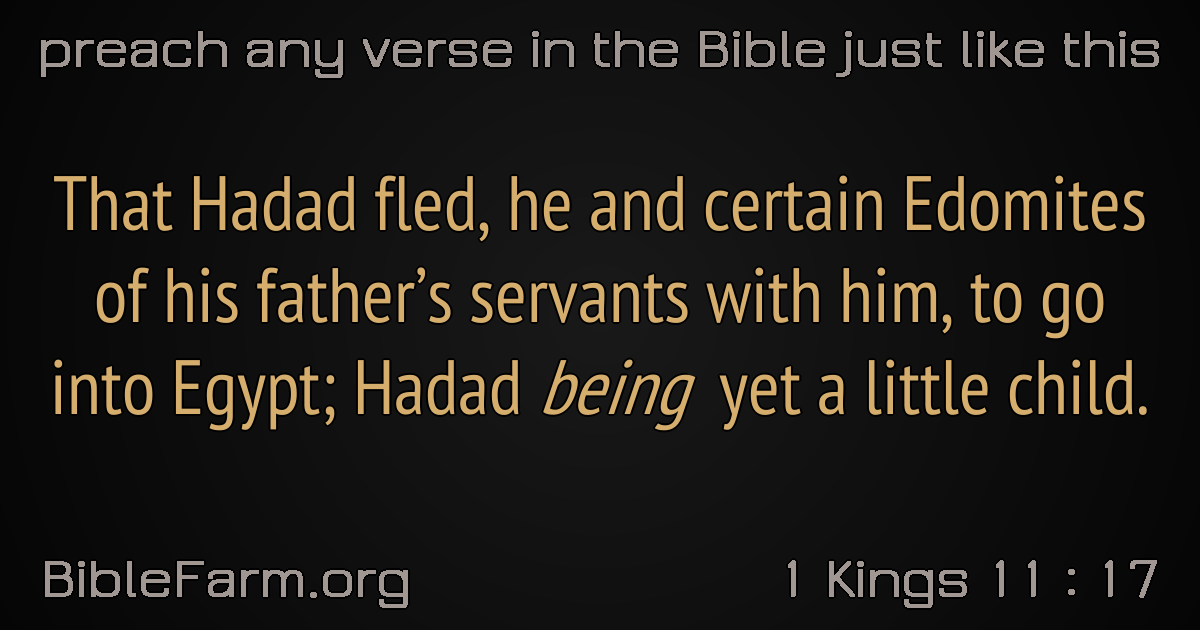 preach any verse in the Bible just like this
That Hadad fled, he and certain Edomites
of his father’s servants with him, to go
into Egypt; Hadad being yet a little child.
BibleFarm.org
1 Kings 11 : 17